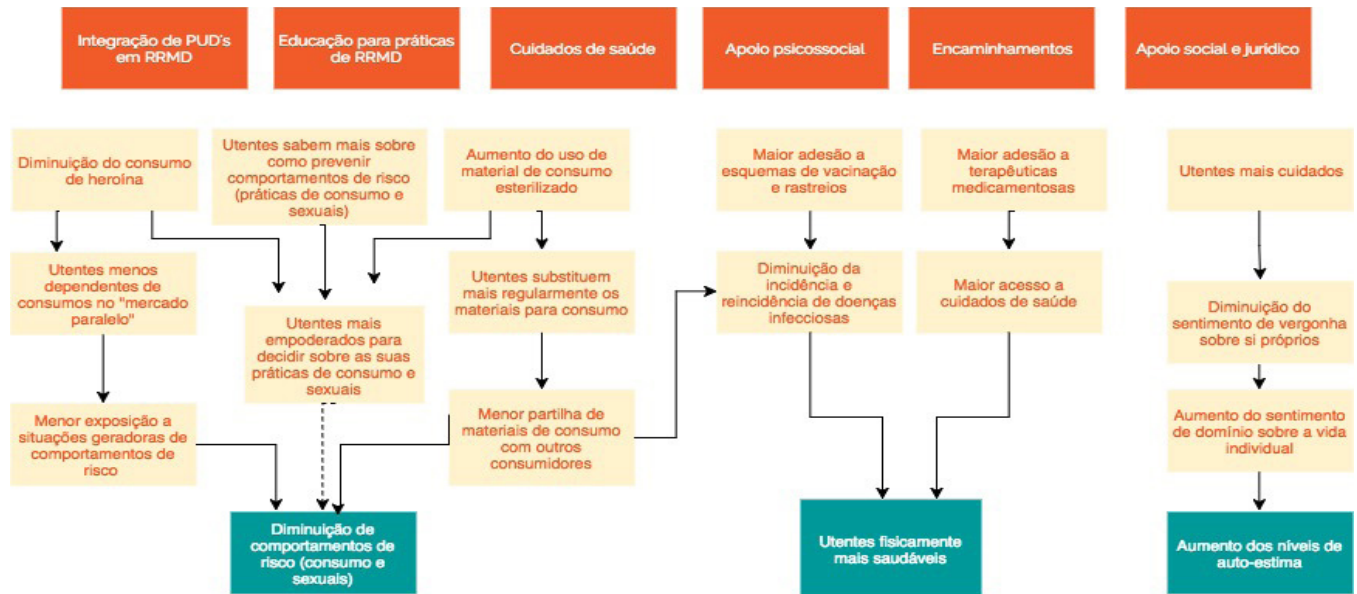 Integração de PUD's
em RRMD
Educação para práticas
de RRMD
Cuidados de saúde
Apoio psicossocial
Encaminhamentos
Apoio social e jurídico
Diminuição do consumo
de heroína
Utentes sabem mais sobre
como prevenir
comportamentos de risco
(práticas de consumo e
sexuais)
Aumento do uso de
material de consumo
esterilizado
Maior adesão a
esquemas de vacinação
e rastreios
Maior adesão a
terapêuticas
medicamentosas
Utentes mais cuidados
Utentes menos
dependentes de
consumos no "mercado
paralelo"
Utentes mais
empoderados para
decidir sobre as suas
práticas de consumo e
sexuais
Utentes substituem
mais regularmente os
materiais para consumo
Diminuição da
incidência e
reincidência de doenças
infecciosas
Maior acesso a
cuidados de saúde
Diminuição do
sentimento de vergonha
sobre si próprios
Menor exposição a
situações geradoras de
comportamentos de
risco
Menor partilha de
materiais de consumo
com outros
consumidores
Aumento do sentimento
de domínio sobre a vida
individual
Diminuição de
comportamentos de
risco (consumo e
sexuais)
Utentes fisicamente
mais saudáveis
Aumento dos níveis de
auto-estima